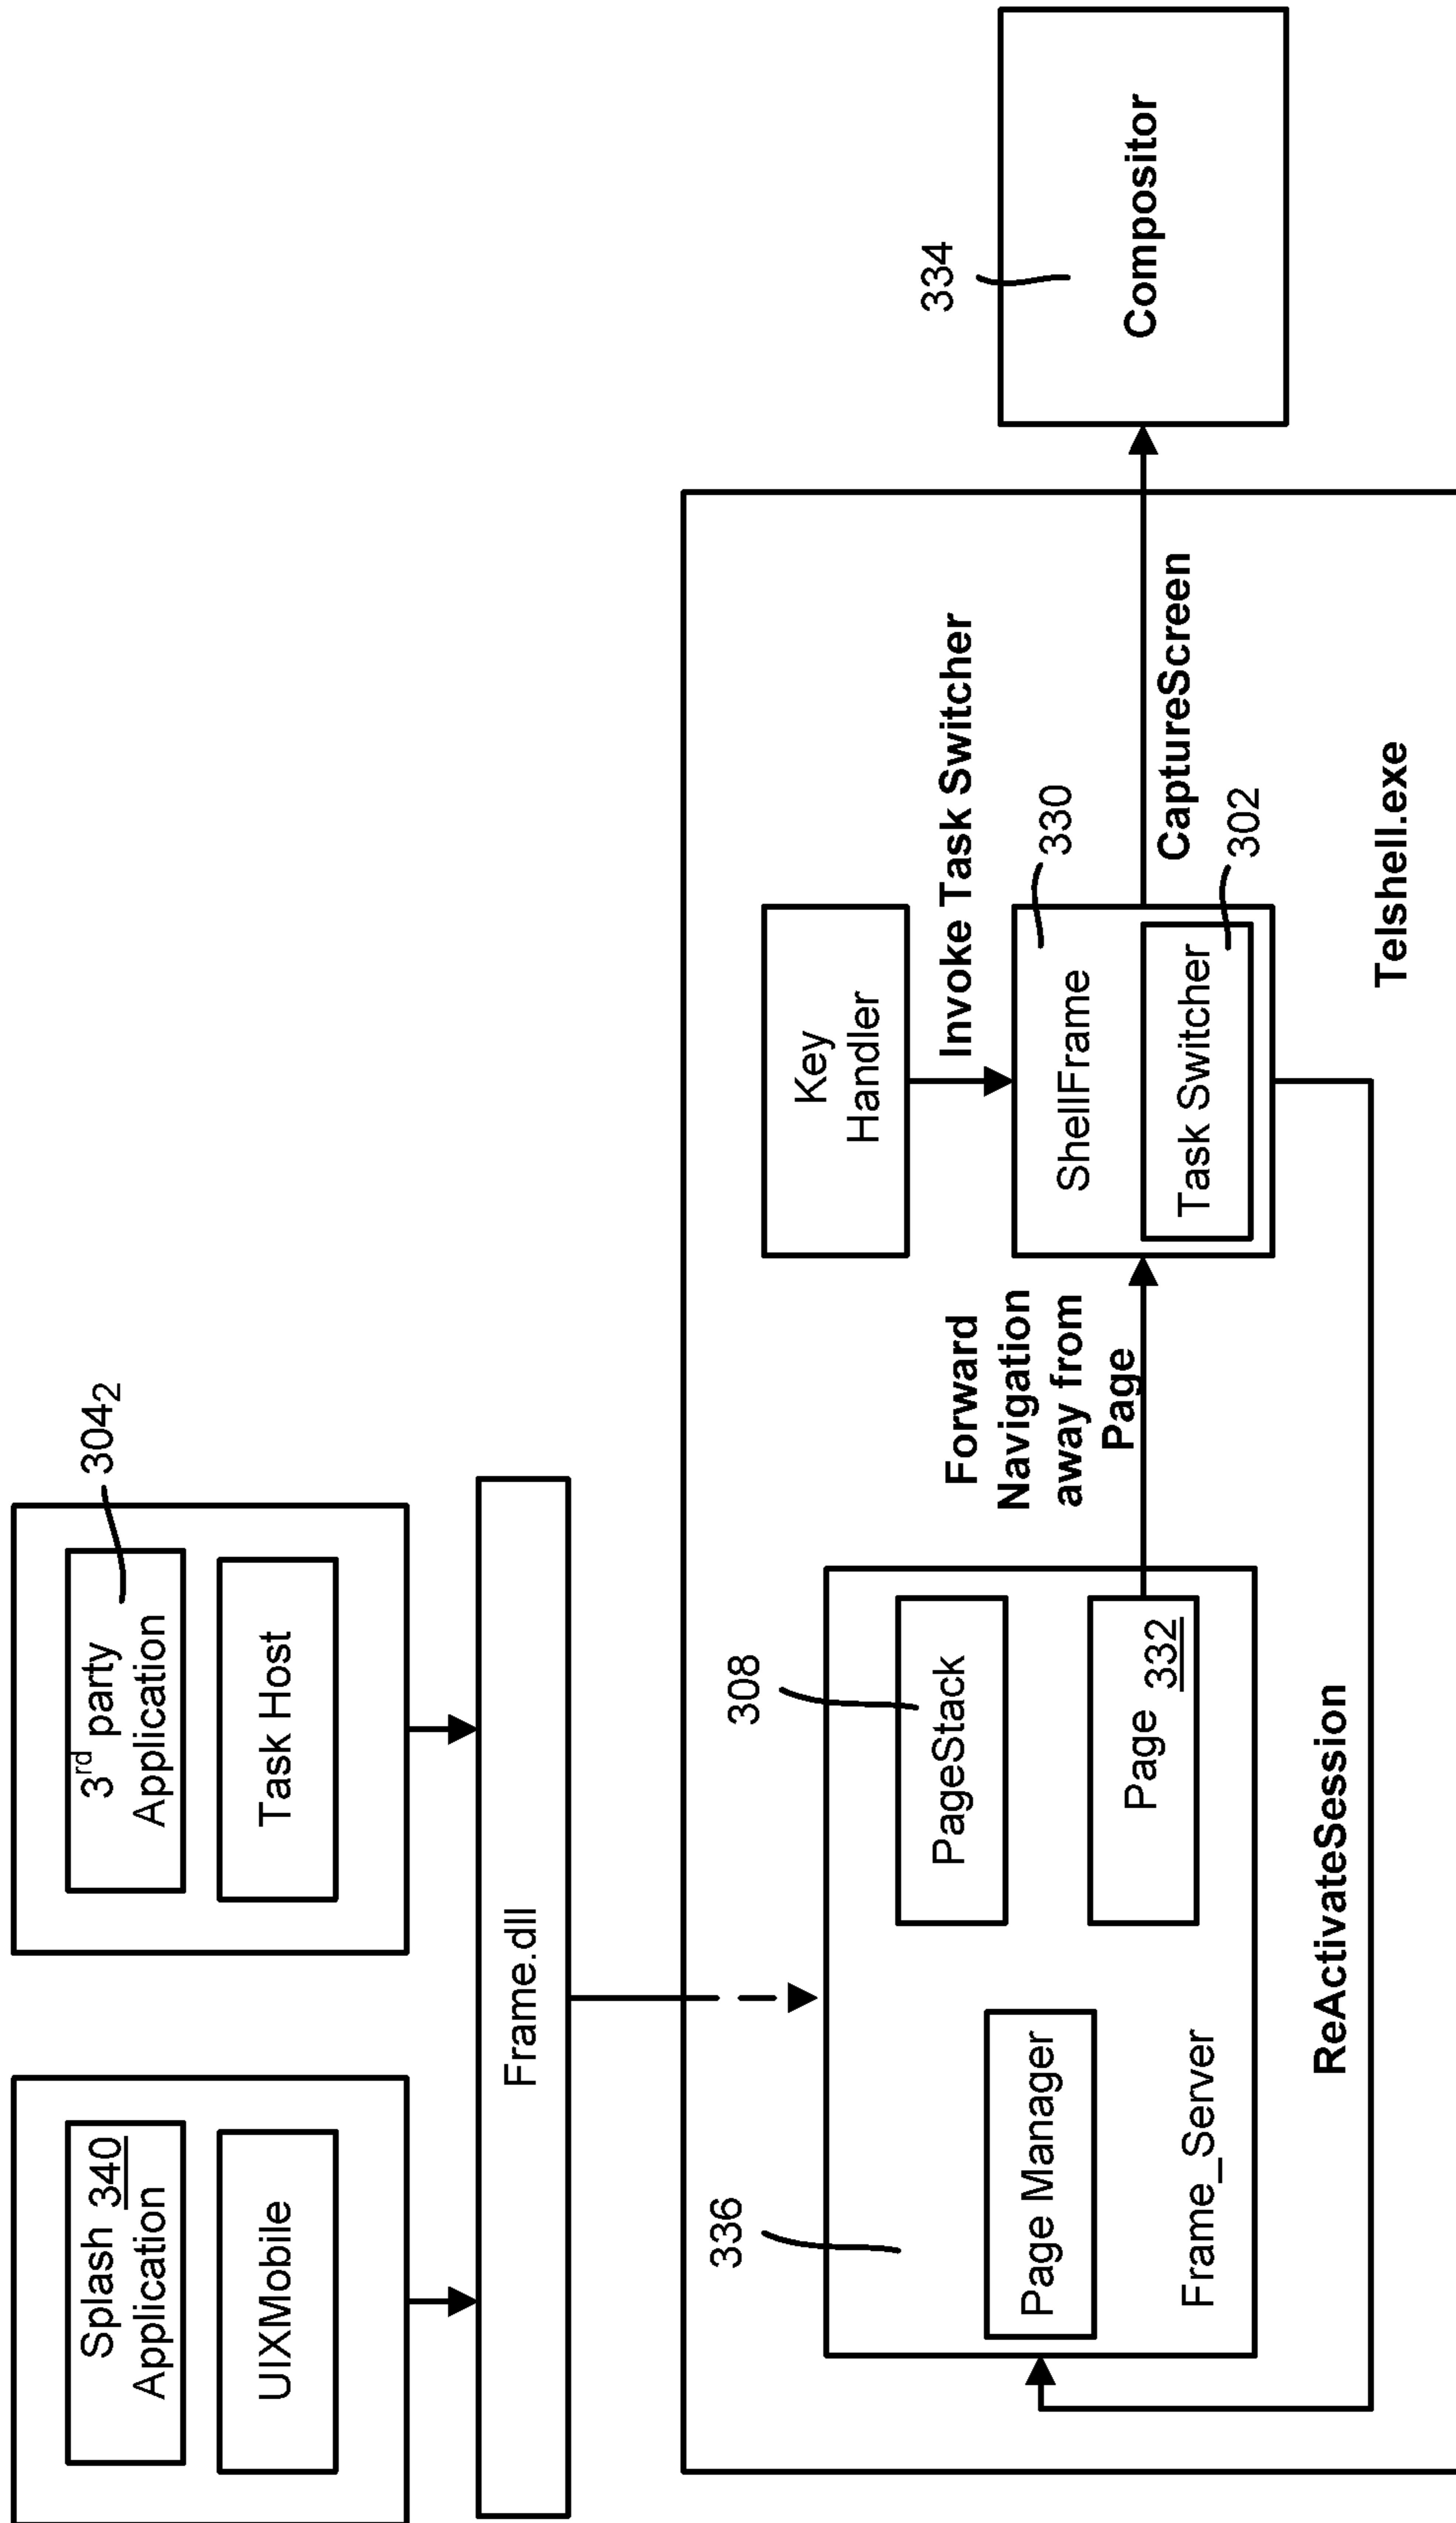 Splash 340
Application
UIXMobile
3rd party
Application
304₂
Task Host
Frame.dll
336
308
PageStack
Page Manager
Page 332
Frame_Server
Forward
Navigation
away from
Page
Key
Handler
Invoke Task Switcher
ShellFrame
330
Task Switcher
302
CaptureScreen
334
Compositor
ReActivateSession
Telshell.exe